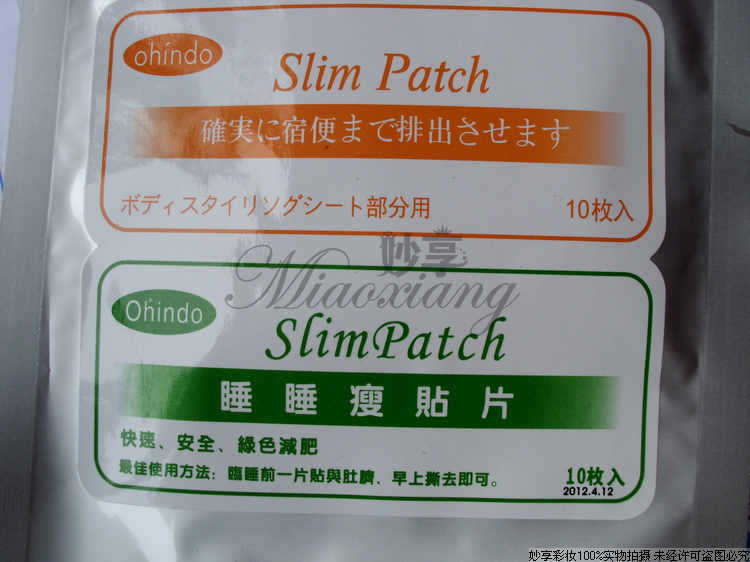 ohindo
Slim Patch
確実に宿便まで排出させます
ボディスタイリングシート部分用 10枚入
妙享
Miaoxiang
Ohindo
SlimPatch
睡睡瘦貼片
快速、安全、綠色減肥
最佳使用方法：臨睡前一片貼與肚臍、早上撕去即可。
10枚入
2012.4.12
妙享彩妆100%实物拍摄 未经许可盗图必究